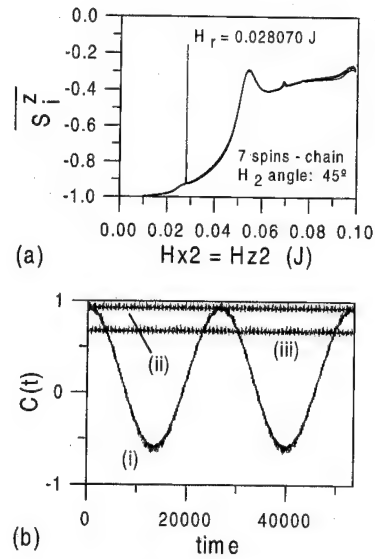 H_r = 0.028070 J
0.0
-0.2
-0.4
-0.6
-0.8
-1.0
S_i^z
7 spins - chain
H_2 angle: 45º
0.00 0.02 0.04 0.06 0.08 0.10
(a) Hx2 = Hz2 (J)
1
0
-1
C(t)
(ii)
(iii)
(i)
0 20000 40000
(b) time